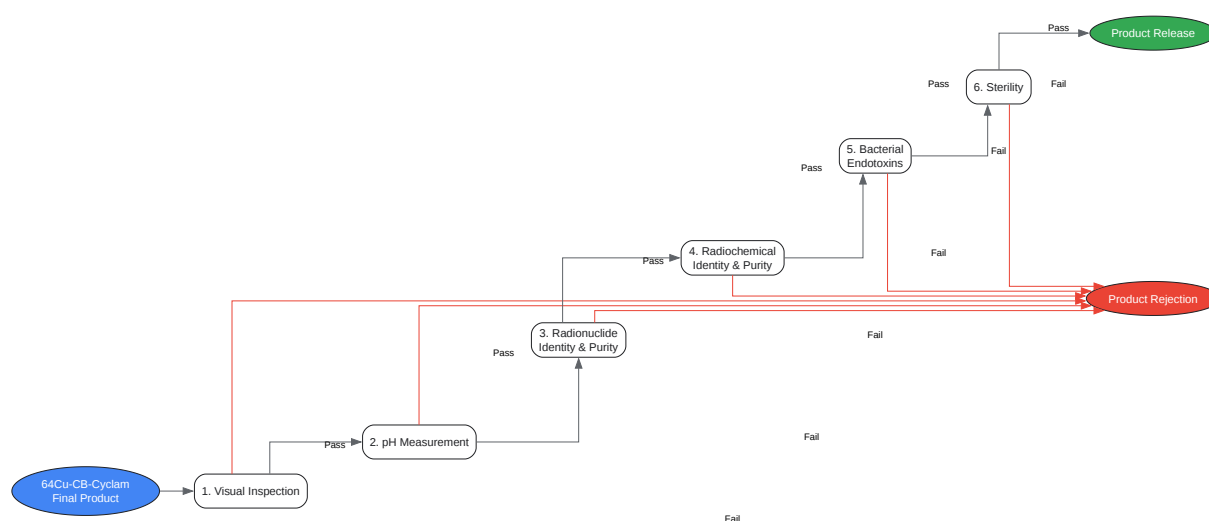 Pass
Product Release
Pass
6. Sterility
Fail
5. Bacterial
Endotoxins
Fail
Pass
4. Radiochemical
Identity & Purity
Pass
Fail
Product Rejection
3. Radionuclide
Identity & Purity
Pass
Fail
Pass
2. pH Measurement
Fail
64Cu-CB-Cyclam
Final Product
1. Visual Inspection
Fail